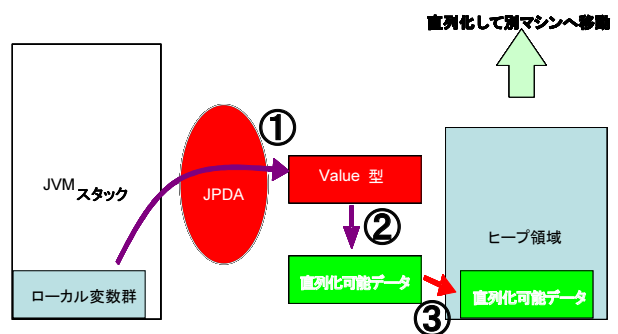 直列化して別マシンへ移動
①
JVMスタック
JPDA
Value 型
②
ヒープ領域
直列化可能データ
ローカル変数群
直列化可能データ
③